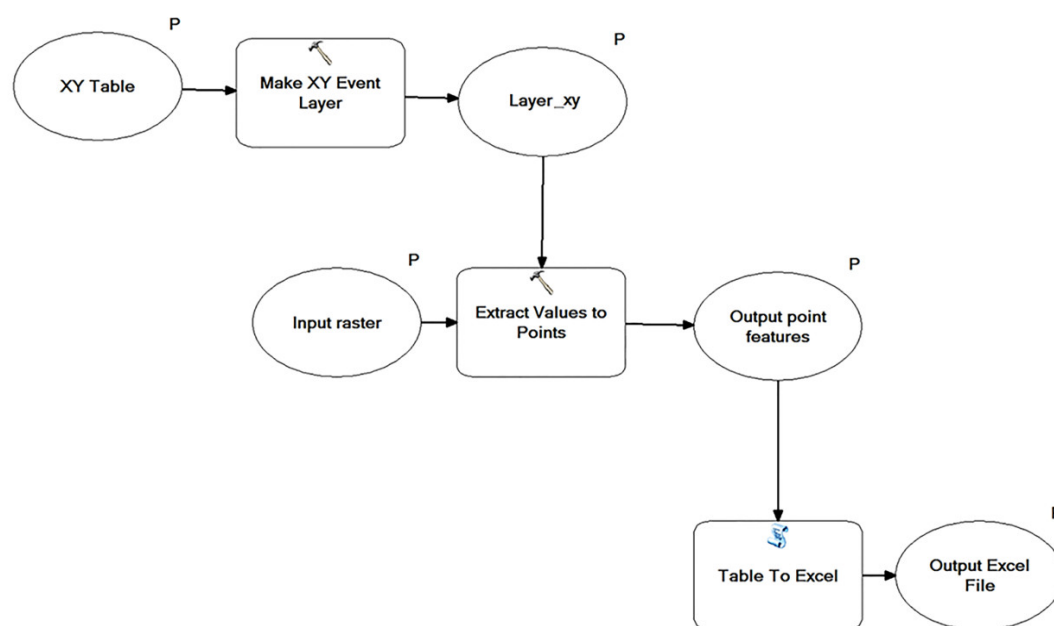 P
XY Table
Make XY Event
Layer
P
Layer_xy
P
Input raster
Extract Values to
Points
P
Output point
features
Table To Excel
Output Excel
File